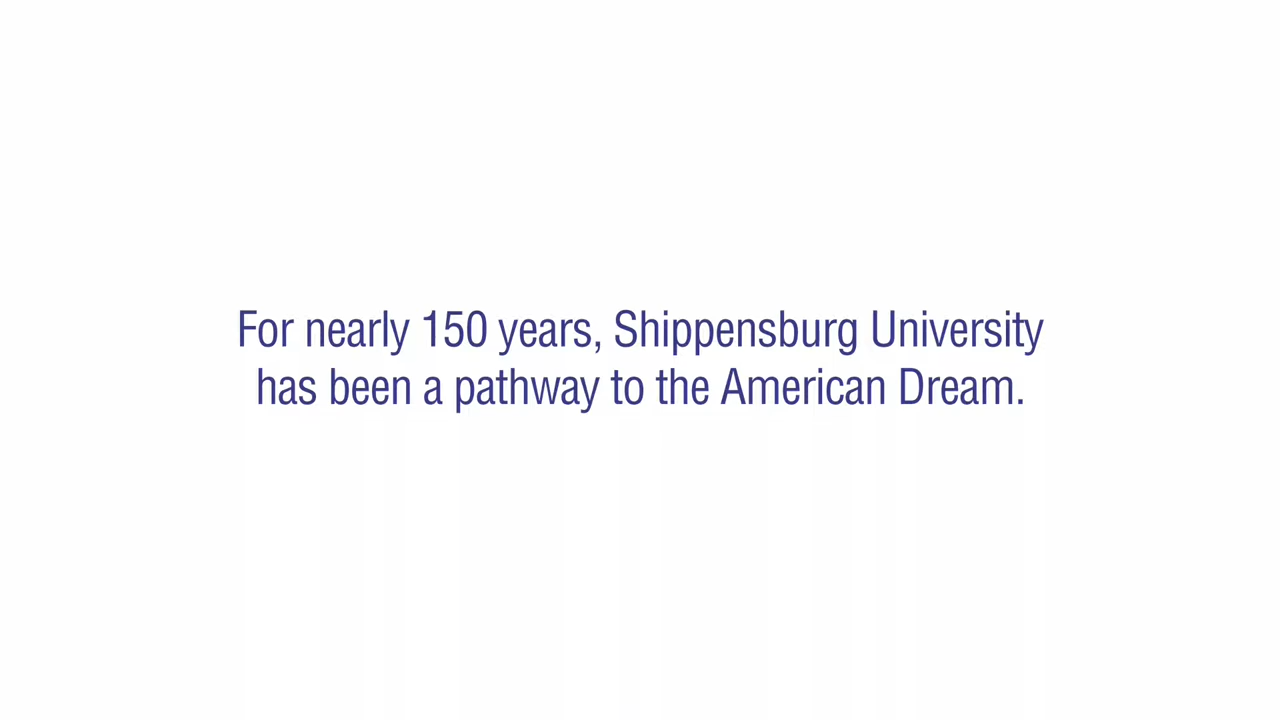 For nearly 150 years, Shippensburg University
has been a pathway to the American Dream.